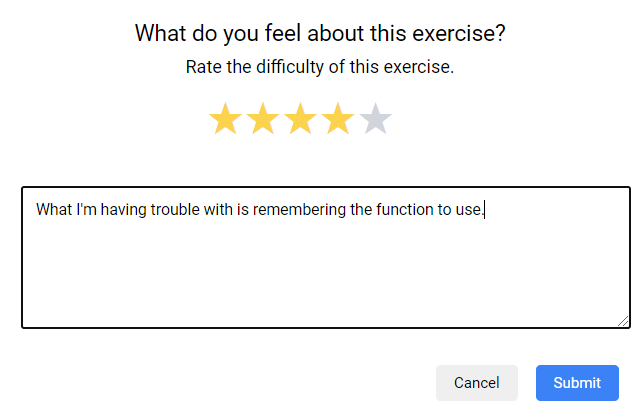 What do you feel about this exercise?
Rate the difficulty of this exercise.
What I'm having trouble with is remembering the function to use.
Cancel
Submit